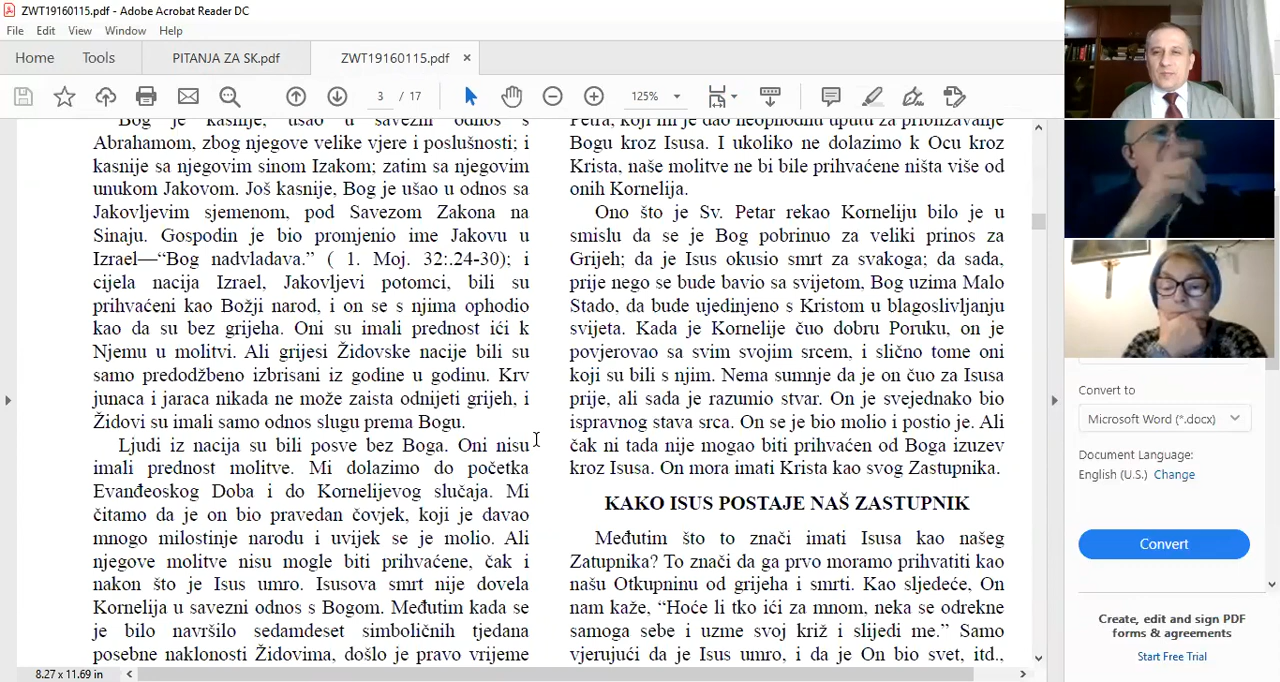 ZWT19160115.pdf - Adobe Acrobat Reader DC
File Edit View Window Help
Home Tools PITANJA ZA SK.pdf ZWT19160115.pdf ×
3 / 17 125%
Bog je kasnije, ušao u savezni odnos s
Abrahamom, zbog njegove velike vjere i poslušnosti; i
kasnije sa njegovim sinom Izakom; zatim sa njegovim
unukom Jakovom. Još kasnije, Bog je ušao u odnos sa
Jakovljevim sjemenom, pod Savezom Zakona na
Sinaju. Gospodin je bio promjenio ime Jakovu u
Izrael—“Bog nadvladava.” ( 1. Moj. 32:.24-30); i
cijela nacija Izrael, Jakovljevi potomci, bili su
prihvaćeni kao Božji narod, i on se s njima ophodio
kao da su bez grijeha. Oni su imali prednost ići k
Njemu u molitvi. Ali grijesi Židovske nacije bili su
samo predodžbeno izbrisani iz godine u godinu. Krv
junaca i jaraca nikada ne može zaista odnijeti grijeh, i
Židovi su imali samo odnos slugu prema Bogu.
Ljudi iz nacija su bili posve bez Boga. Oni nisu
imali prednost molitve. Mi dolazimo do početka
Evanđeoskog Doba i do Kornelijevog slučaja. Mi
čitamo da je on bio pravedan čovjek, koji je davao
mnogo milostinje narodu i uvijek se je molio. Ali
njegove molitve nisu mogle biti prihvaćene, čak i
nakon što je Isus umro. Isusova smrt nije dovela
Kornelija u savezni odnos s Bogom. Međutim kada se
je bilo navršilo sedamdeset simboličnih tjedana
posebne naklonosti Židovima, došlo je pravo vrijeme
Petra, koji mi je dao neophodnu uputu za približavanje
Bogu kroz Isusa. I ukoliko ne dolazimo k Ocu kroz
Krista, naše molitve ne bi bile prihvaćene ništa više od
onih Kornelija.
Ono što je Sv. Petar rekao Korneliju bilo je u
smislu da se je Bog pobrinuo za veliki prinos za
Grijeh; da je Isus okusio smrt za svakoga; da sada,
prije nego se bude bavio sa svijetom, Bog uzima Malo
Stado, da bude ujedinjeno s Kristom u blagoslivljanju
svijeta. Kada je Kornelije čuo dobru Poruku, on je
povjerovao sa svim svojim srcem, i slično tome oni
koji su bili s njim. Nema sumnje da je on čuo za Isusa
prije, ali sada je razumio stvar. On je svejednako bio
ispravnog stava srca. On se je bio molio i postio je. Ali
čak ni tada nije mogao biti prihvaćen od Boga izuzev
kroz Isusa. On mora imati Krista kao svog Zastupnika.
KAKO ISUS POSTAJE NAŠ ZASTUPNIK
Međutim što to znači imati Isusa kao našeg
Zatupnika? To znači da ga prvo moramo prihvatiti kao
našu Otkupninu od grijeha i smrti. Kao sljedeće, On
nam kaže, “Hoće li tko ići za mnom, neka se odrekne
samoga sebe i uzme svoj križ i slijedi me.” Samo
vjerujući da je Isus umro, i da je On bio svet, itd.,
8.27 x 11.69 in
Convert to
Microsoft Word (*.docx)
Document Language:
English (U.S.) Change
Convert
Create, edit and sign PDF
forms & agreements
Start Free Trial